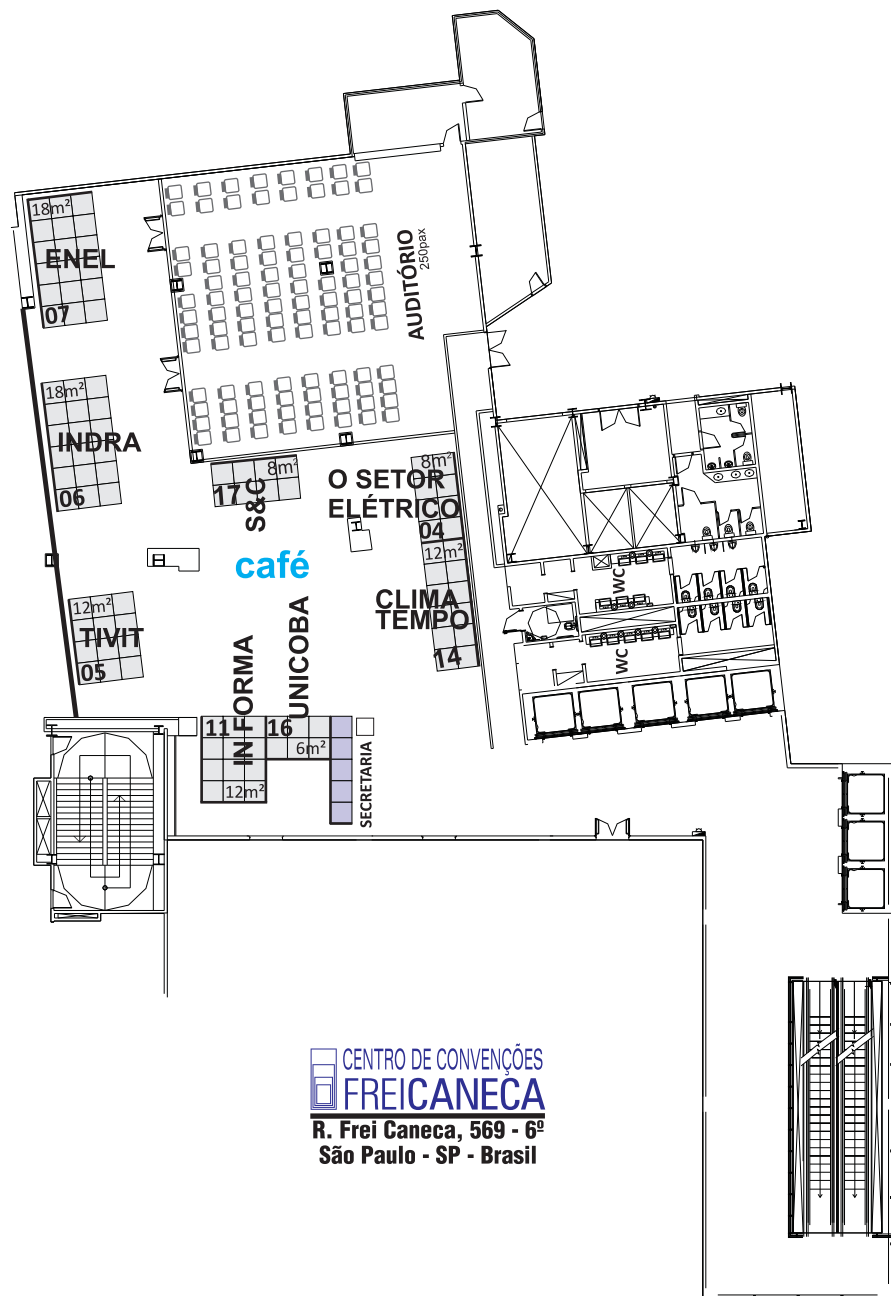 18m²
ENEL
07
AUDITÓRIO
250pax
18m²
INDRA
06
8m²
17
S&C
O SETOR
ELÉTRICO
8m²
04
12m²
café
CLIMA
TEMPO
14
WC
WC
12m²
TIVIT
05
11
IN FORMA
12m²
16
UNICOBA
6m²
SECRETARIA
CENTRO DE CONVENÇÕES
FREICANECA
R. Frei Caneca, 569 - 6º
São Paulo - SP - Brasil